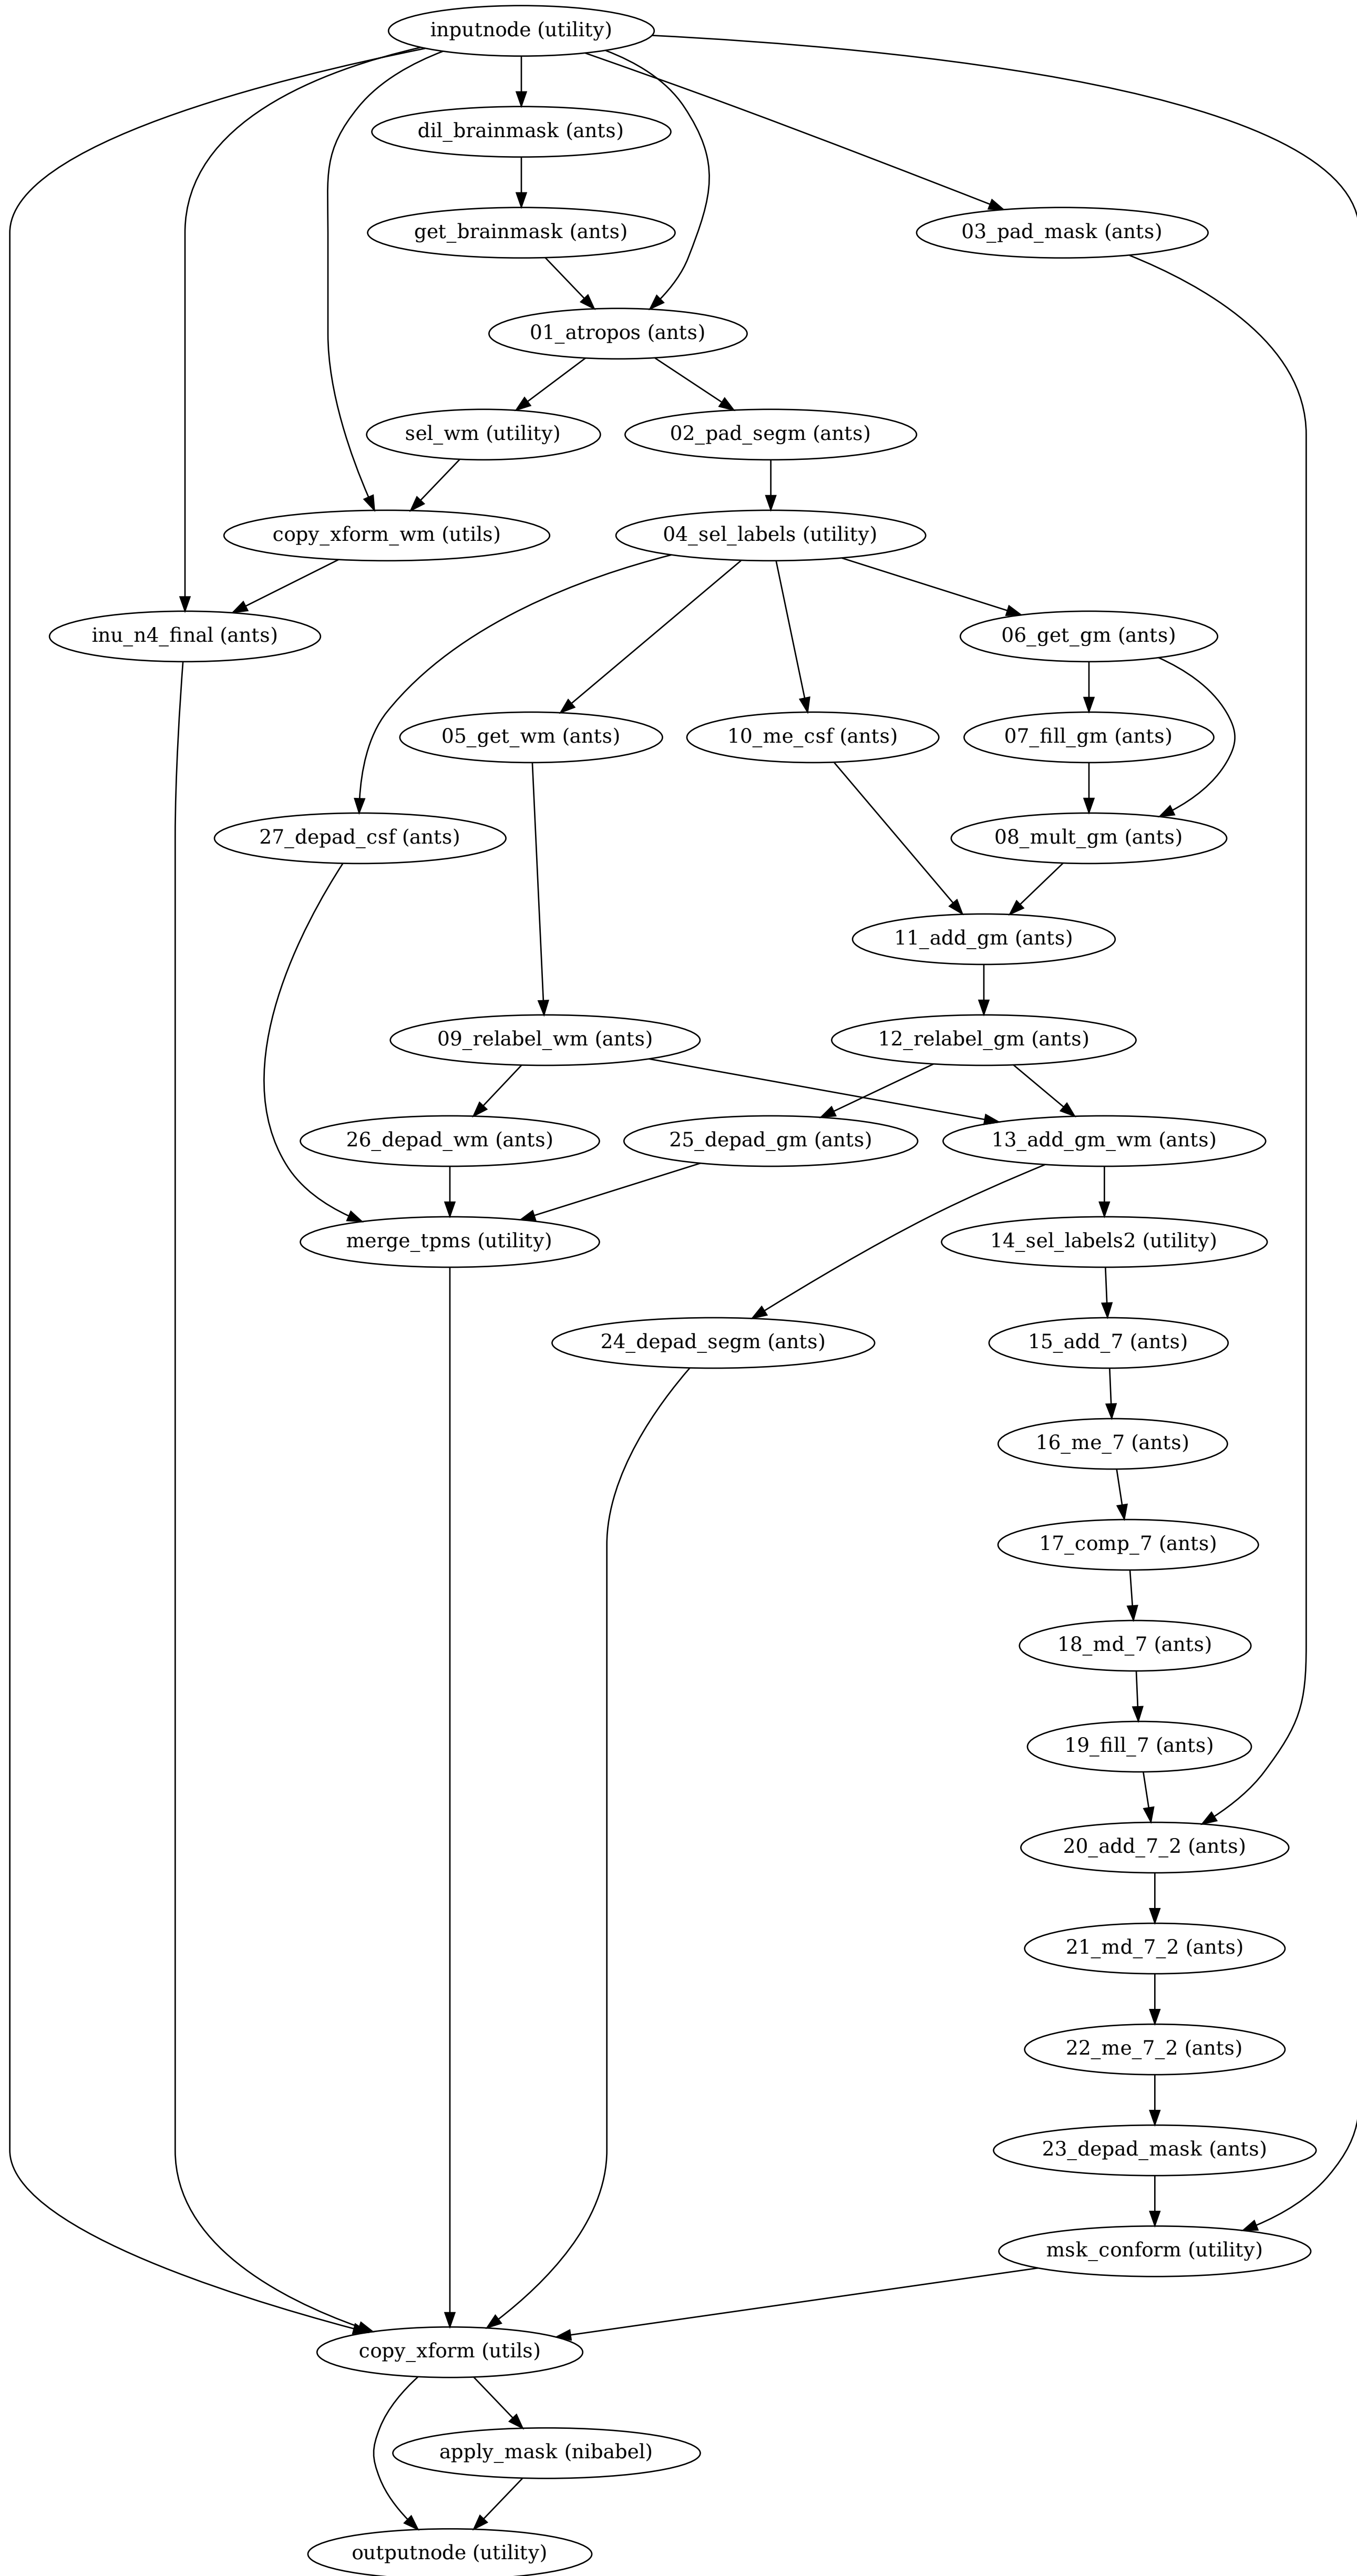 inputnode (utility)
dil_brainmask (ants)
get_brainmask (ants)
03_pad_mask (ants)
01_atropos (ants)
sel_wm (utility)
02_pad_segm (ants)
copy_xform_wm (utils)
04_sel_labels (utility)
inu_n4_final (ants)
06_get_gm (ants)
05_get_wm (ants)
10_me_csf (ants)
07_fill_gm (ants)
27_depad_csf (ants)
08_mult_gm (ants)
11_add_gm (ants)
09_relabel_wm (ants)
12_relabel_gm (ants)
26_depad_wm (ants)
25_depad_gm (ants)
13_add_gm_wm (ants)
merge_tpms (utility)
14_sel_labels2 (utility)
24_depad_segm (ants)
15_add_7 (ants)
16_me_7 (ants)
17_comp_7 (ants)
18_md_7 (ants)
19_fill_7 (ants)
20_add_7_2 (ants)
21_md_7_2 (ants)
22_me_7_2 (ants)
23_depad_mask (ants)
msk_conform (utility)
copy_xform (utils)
apply_mask (nibabel)
outputnode (utility)